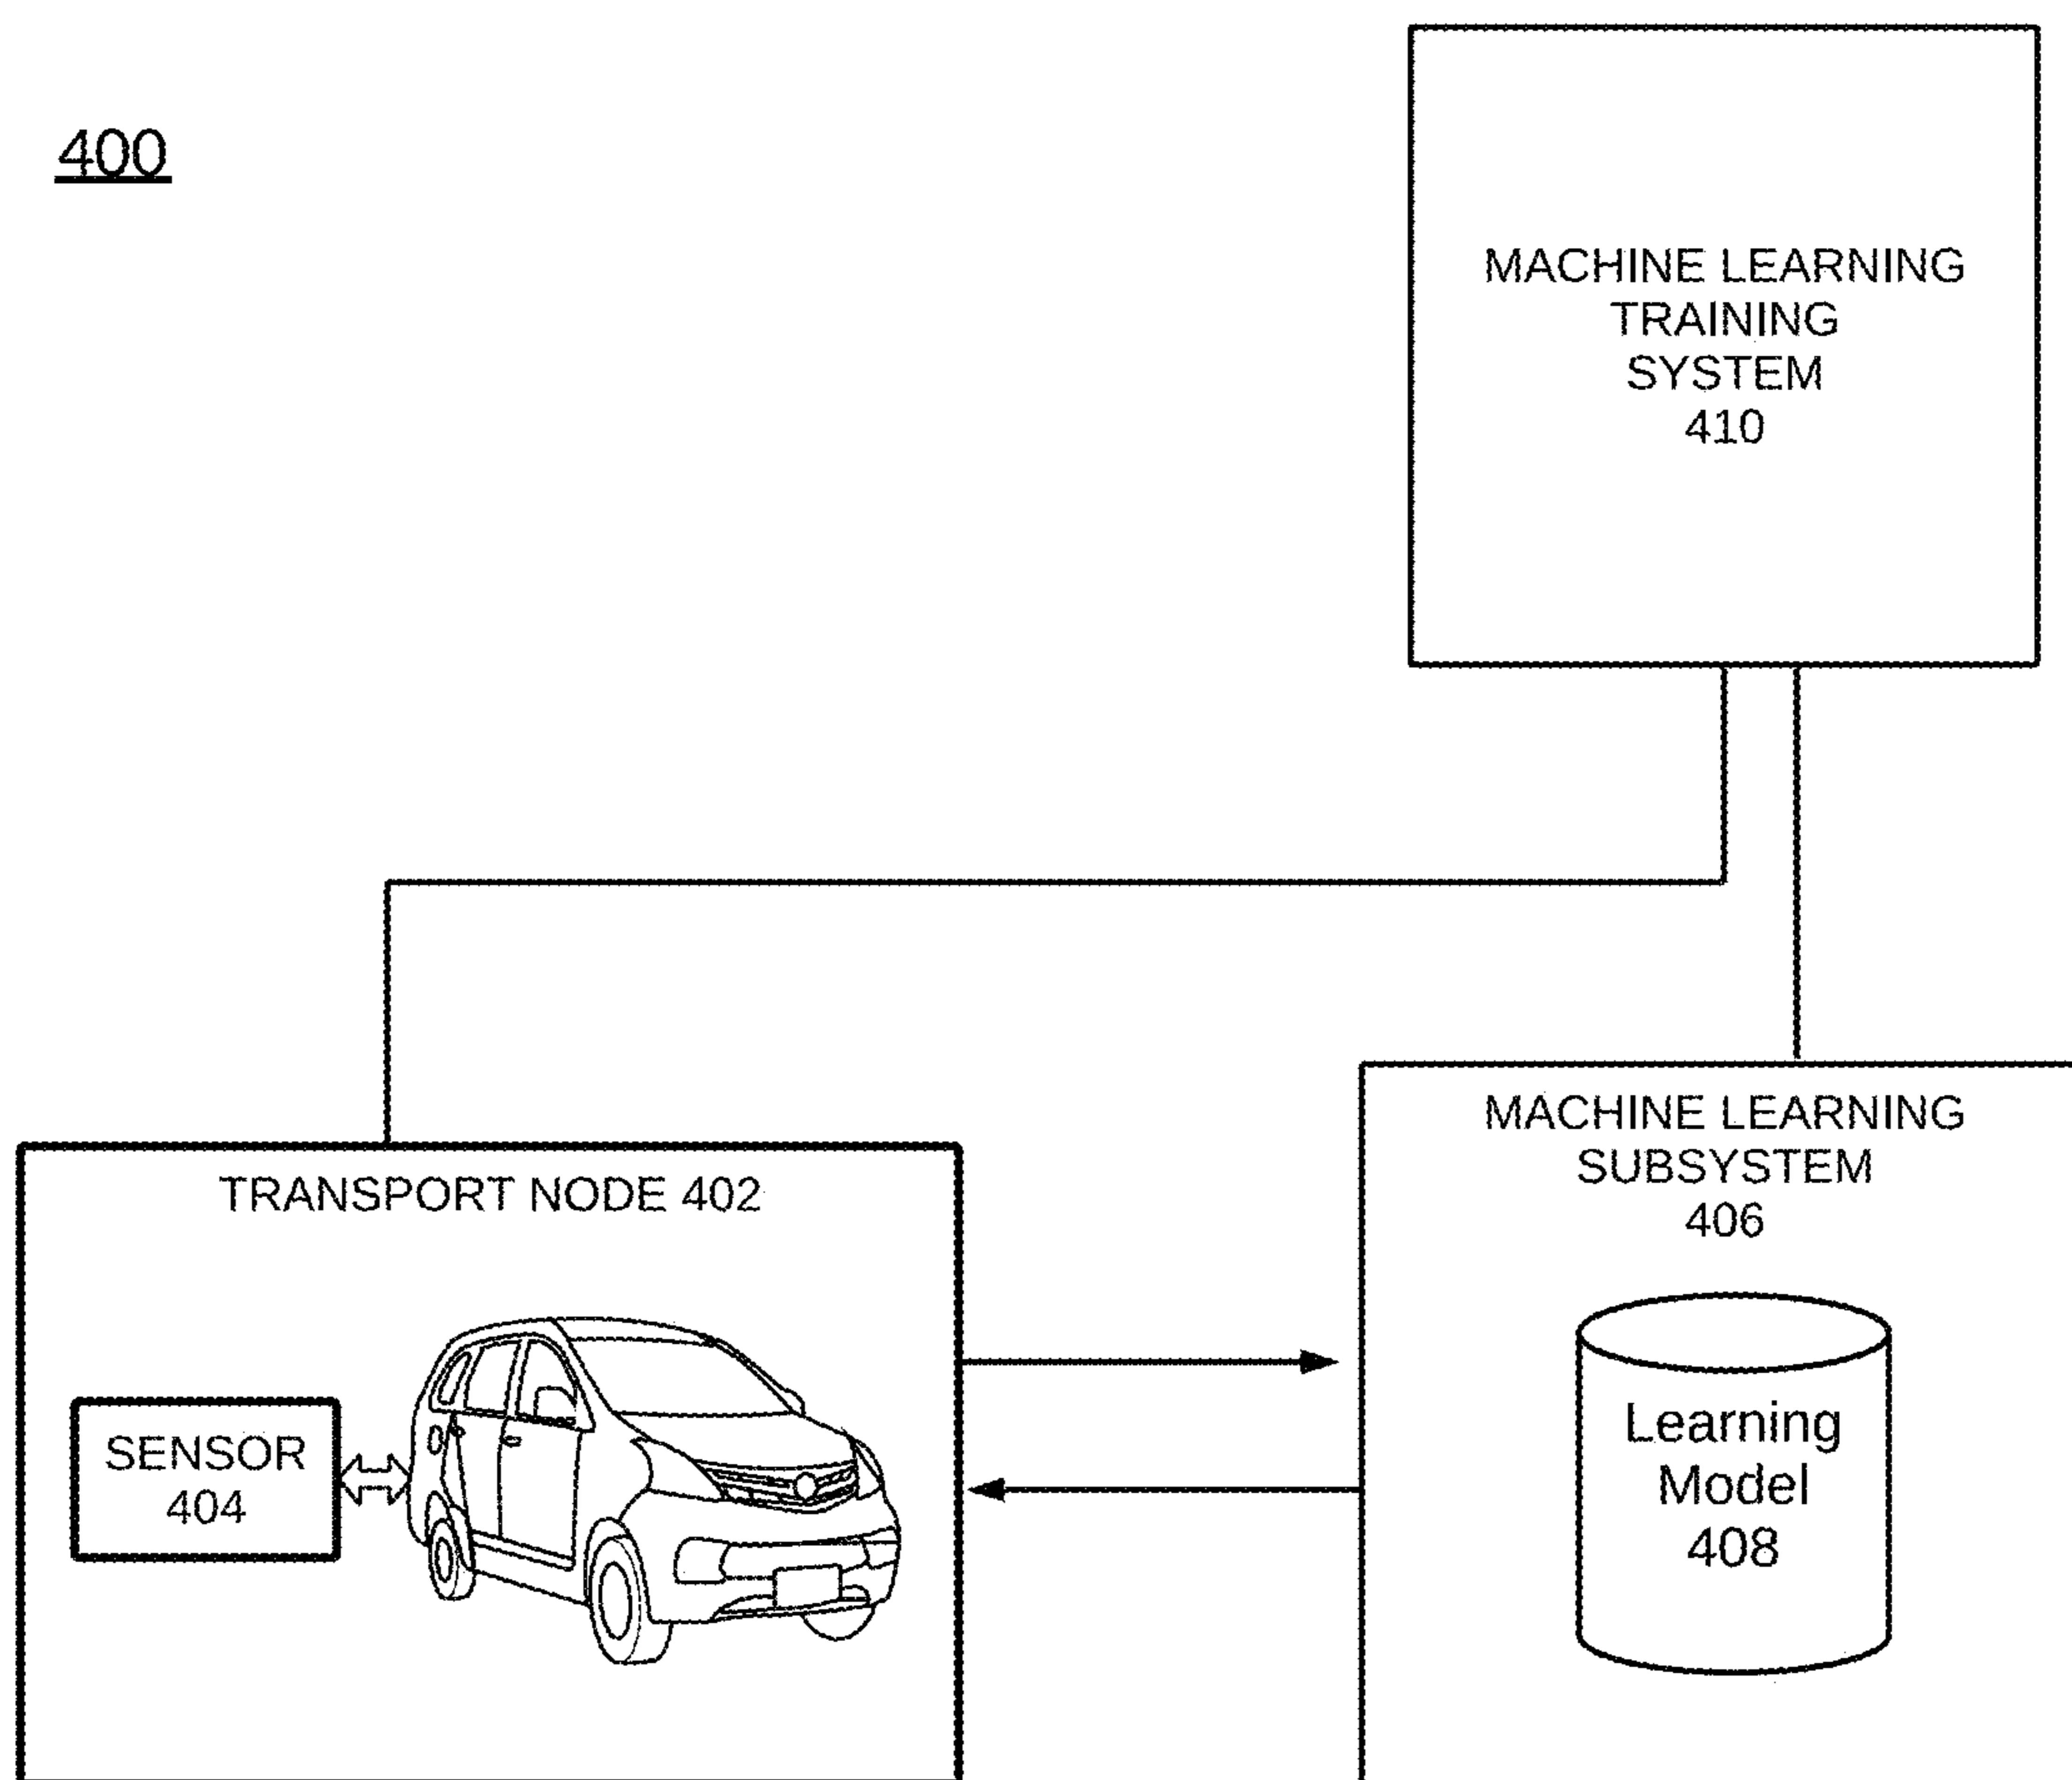 400
MACHINE LEARNING
TRAINING
SYSTEM
410
TRANSPORT NODE 402
SENSOR
404
MACHINE LEARNING
SUBSYSTEM
406
Learning
Model
408